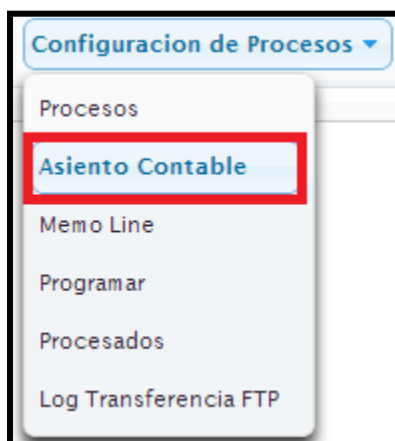 Configuracion de Procesos
Procesos
Asiento Contable
Memo Line
Programar
Procesados
Log Transferencia FTP